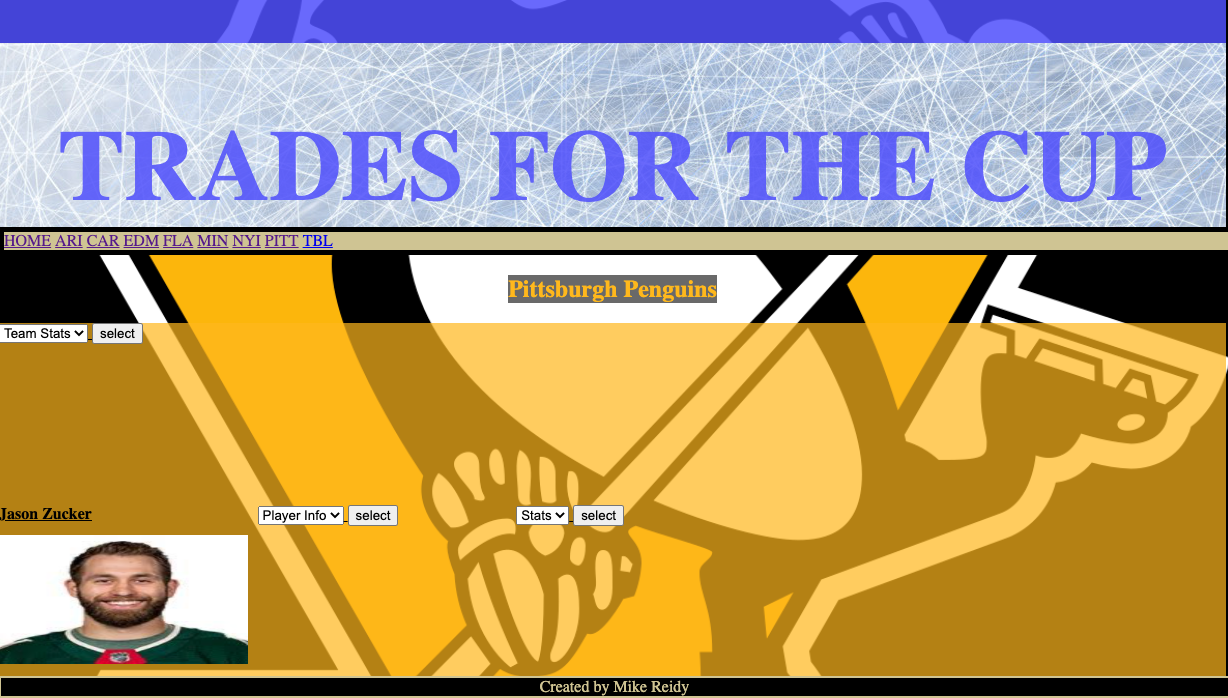 TRADES FOR THE CUP
HOME ARI CAR EDM FLA MIN NYI PITT TBL
Pittsburgh Penguins
Team Stats select
Jason Zucker Player Info select Stats select
Created by Mike Reidy